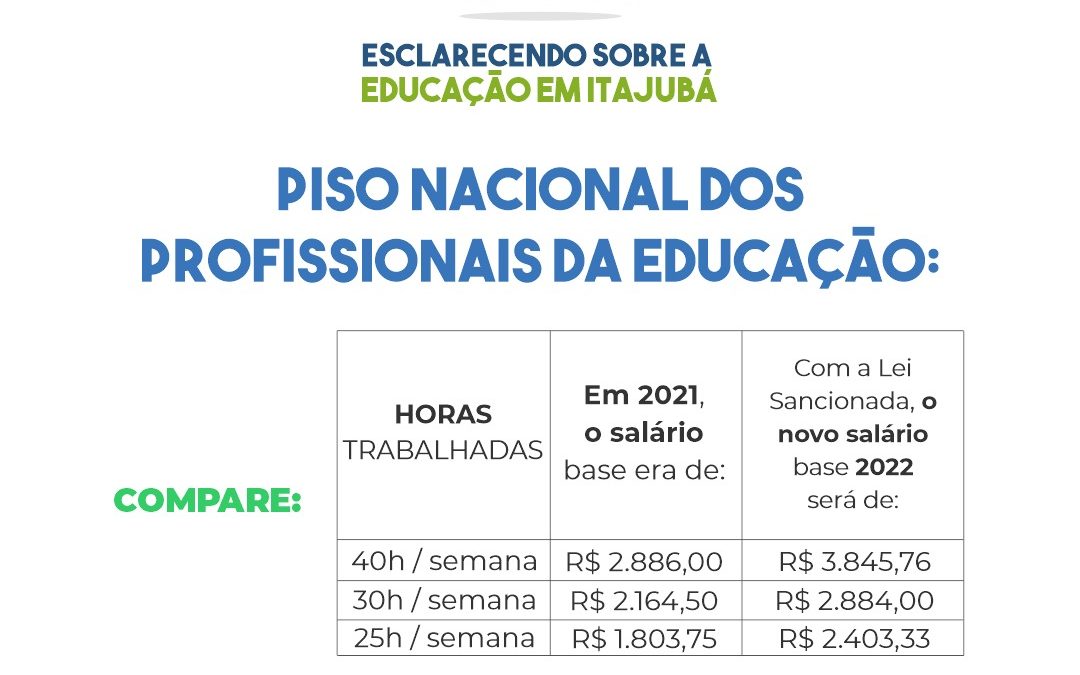 ESCLARECENDO SOBRE A
EDUCAÇÃO EM ITAJUBÁ
PISO NACIONAL DOS
PROFISSIONAIS DA EDUCAÇÃO:
COMPARE:
HORAS
TRABALHADAS
Em 2021,
o salário
base era de:
Com a Lei
Sancionada, o
novo salário
base 2022
será de:
40h / semana R$ 2.886,00 R$ 3.845,76
30h / semana R$ 2.164,50 R$ 2.884,00
25h / semana R$ 1.803,75 R$ 2.403,33